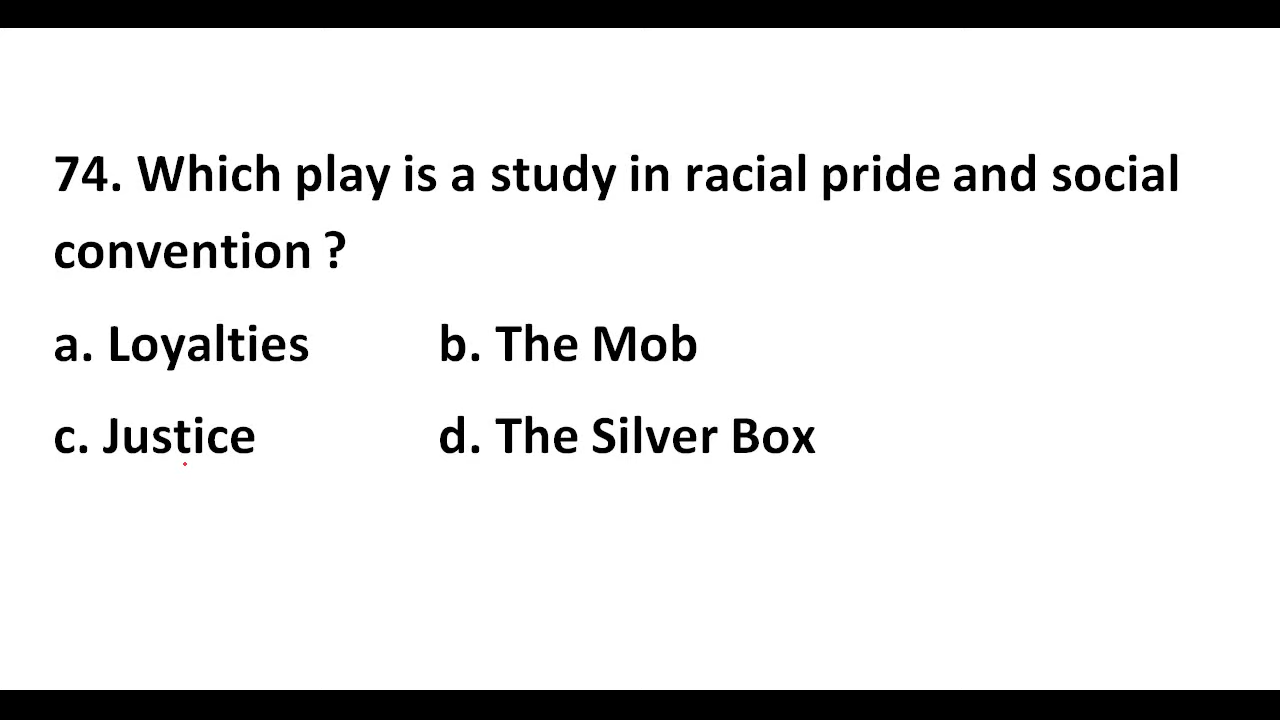 74. Which play is a study in racial pride and social
convention ?
a. Loyalties b. The Mob
c. Justice d. The Silver Box